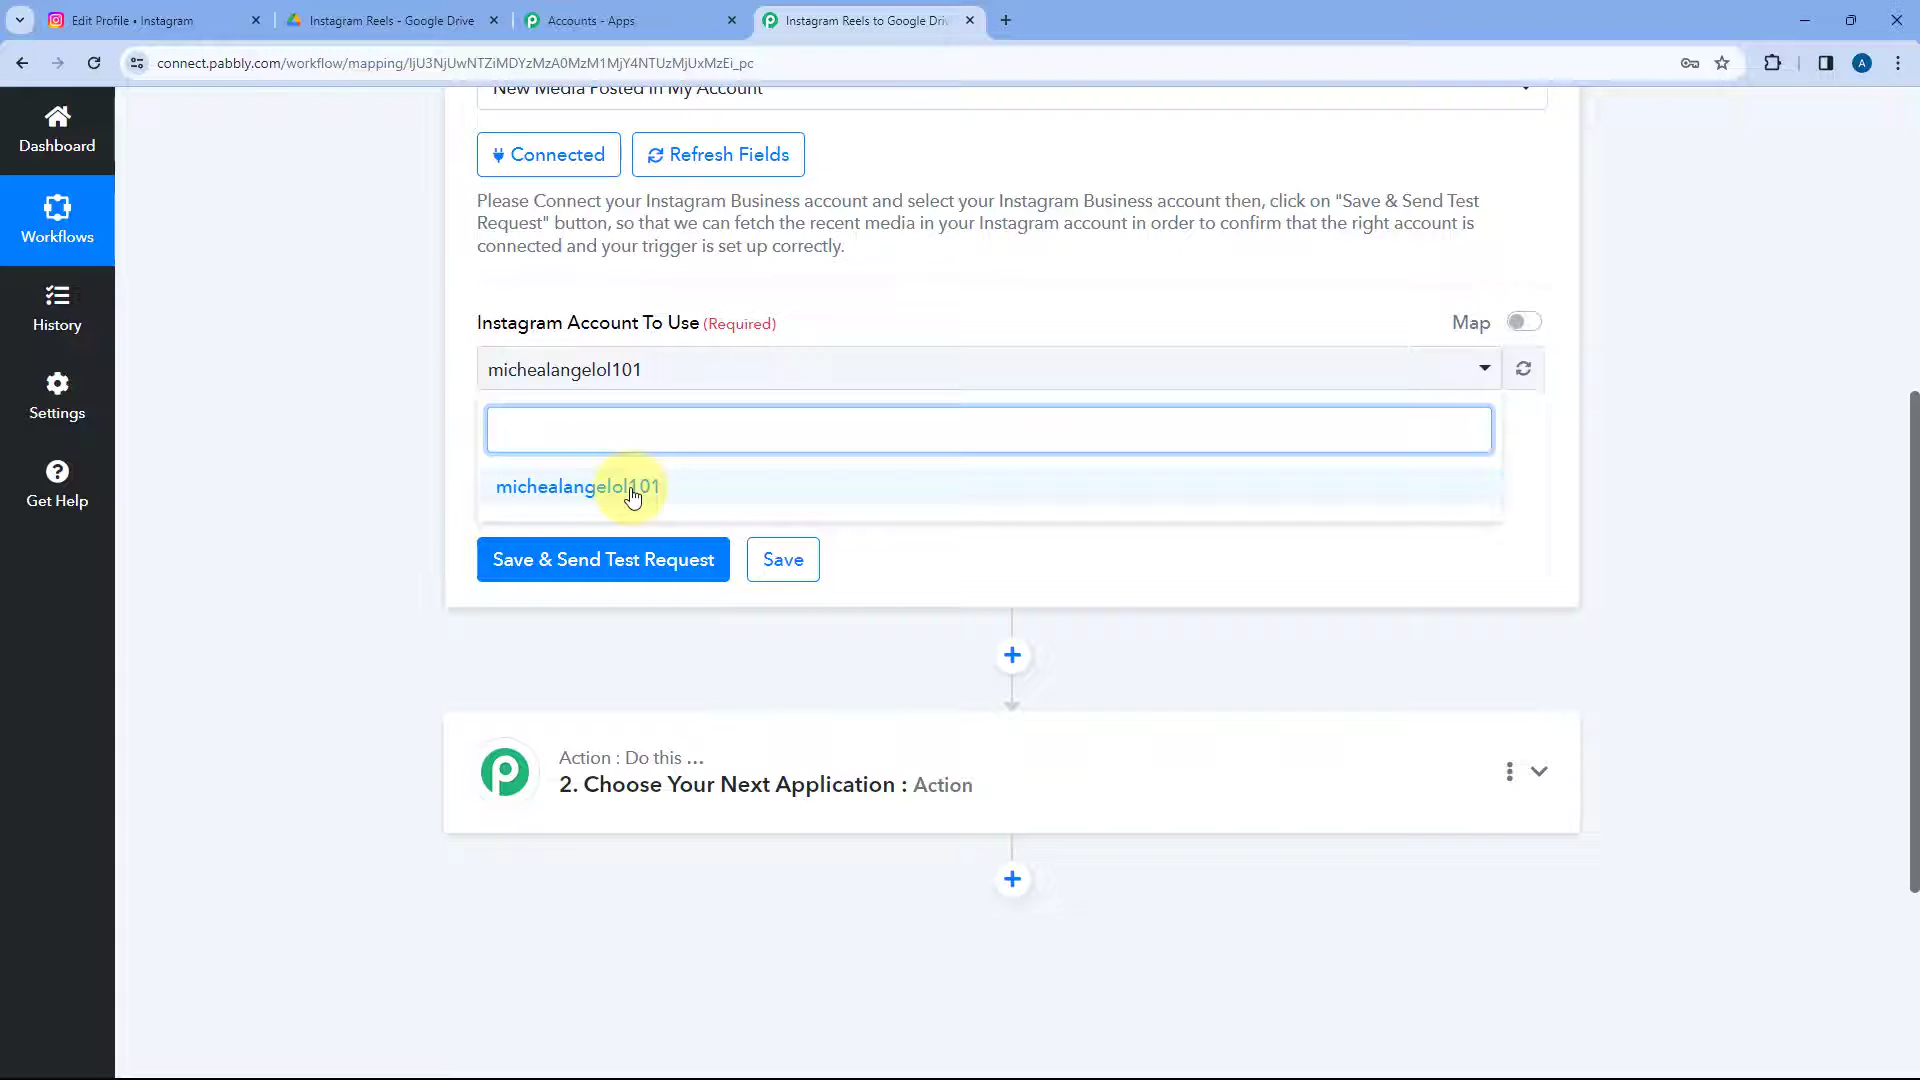 Edit Profile • Instagram
Instagram Reels - Google Drive
Accounts - Apps
Instagram Reels to Google Driv
connect.pabbly.com/workflow/mapping/IjU3NjUwNTZiMDYzMzA0MzM1MjY4NTUzMjUxMzEi_pc
A
Dashboard
Workflows
History
Settings
Get Help
New Media Posted In My Account
Connected
Refresh Fields
Please Connect your Instagram Business account and select your Instagram Business account then, click on "Save & Send Test
Request" button, so that we can fetch the recent media in your Instagram account in order to confirm that the right account is
connected and your trigger is set up correctly.
Instagram Account To Use (Required)
Map
michealangelol101
michealangelol101
Save & Send Test Request
Save
Action : Do this ...
2. Choose Your Next Application : Action